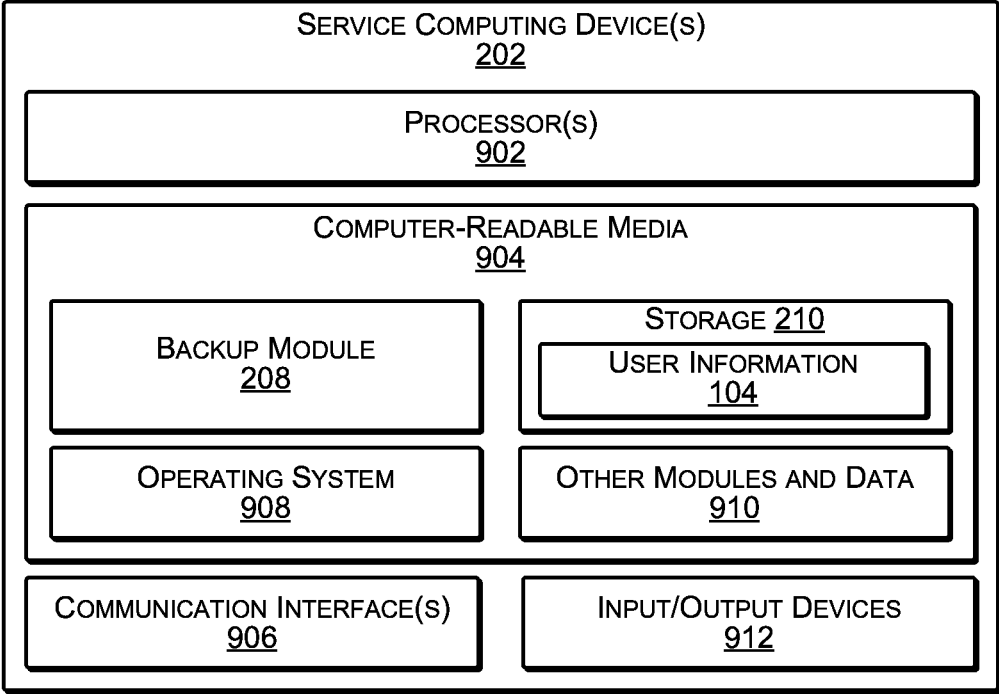 SERVICE COMPUTING DEVICE(S)
202
PROCESSOR(S)
902
COMPUTER-READABLE MEDIA
904
BACKUP MODULE
208
STORAGE 210
USER INFORMATION
104
OPERATING SYSTEM
908
OTHER MODULES AND DATA
910
COMMUNICATION INTERFACE(S)
906
INPUT/OUTPUT DEVICES
912